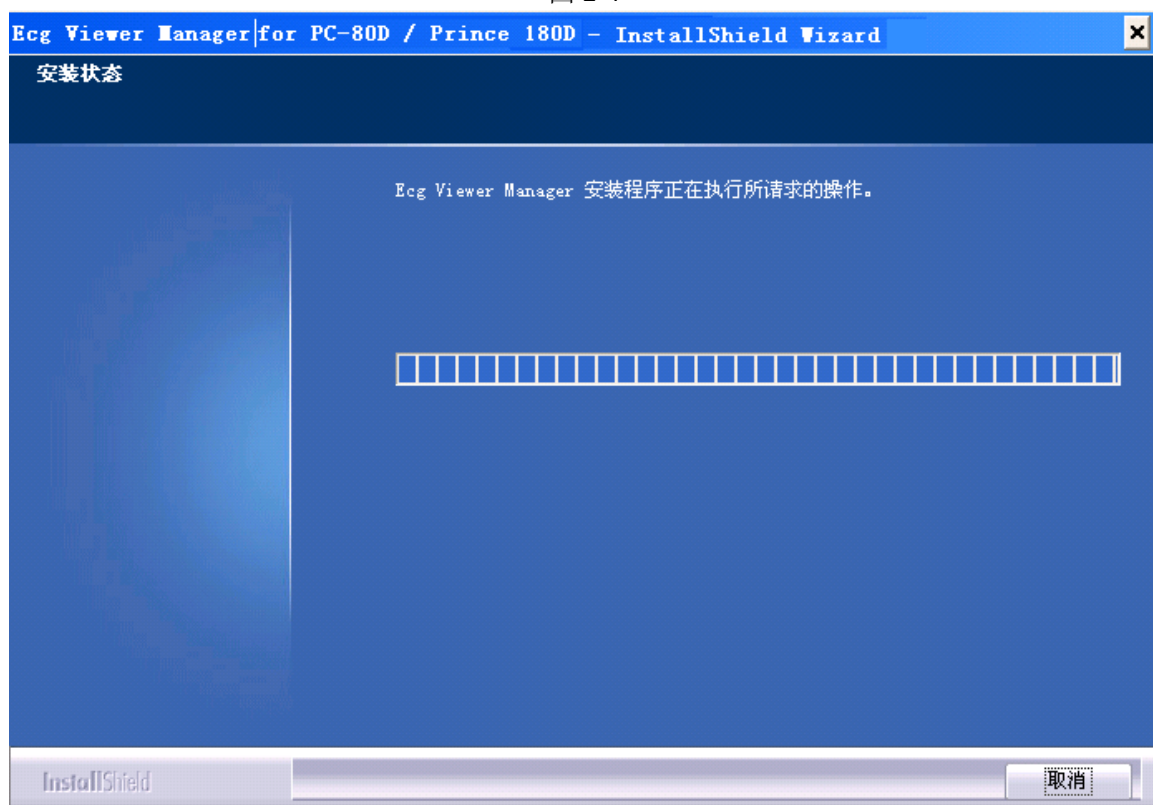 Ecg Viewer Manager for PC-80D / Prince 180D - InstallShield Wizard
安装状态
Ecg Viewer Manager 安装程序正在执行所请求的操作。
InstallShield
取消